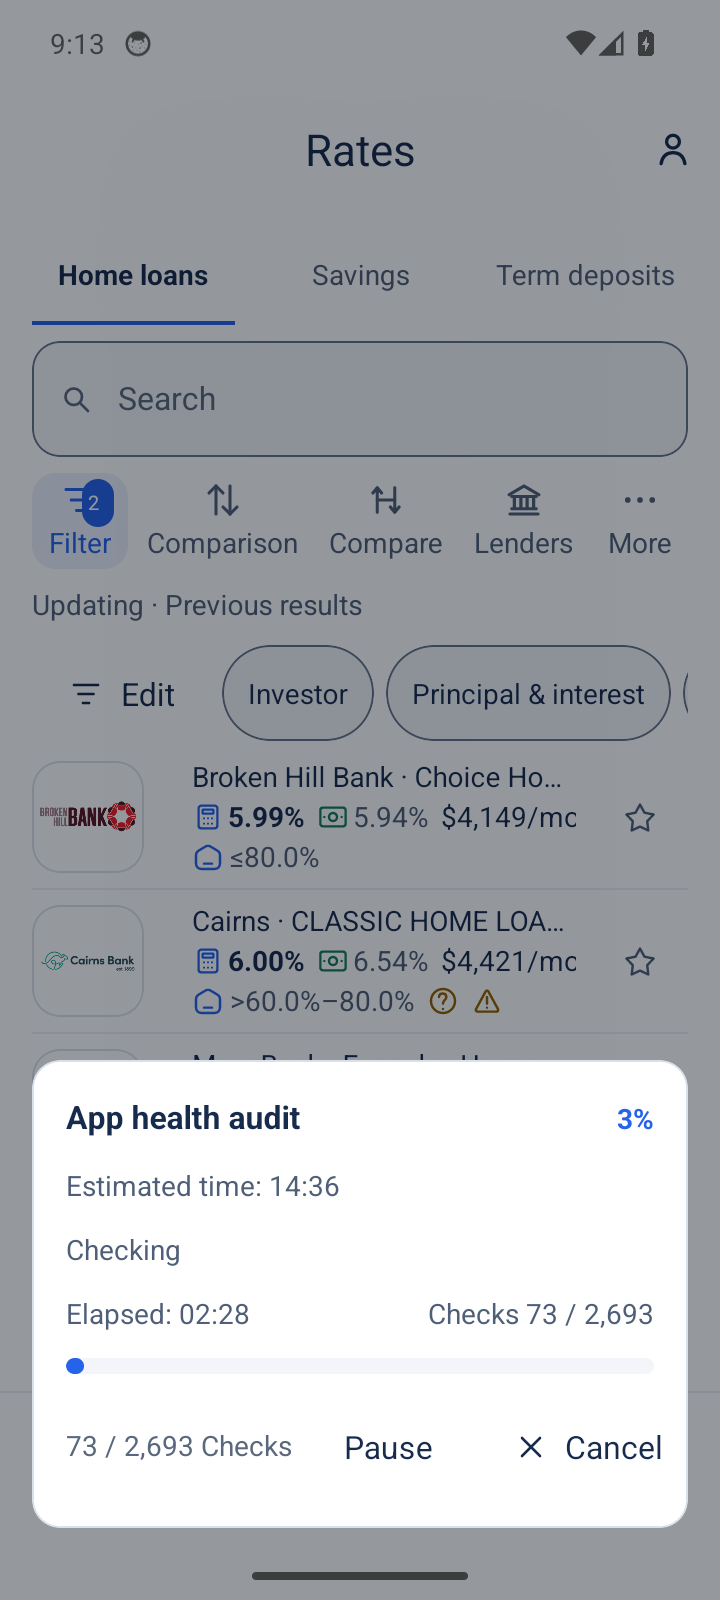 9:13
Rates
Home loans Savings Term deposits
Search
2
Filter Comparison Compare Lenders More
Updating · Previous results
Edit Investor Principal & interest
Broken Hill Bank · Choice Ho…
BROKEN HILL BANK
5.99% 5.94% $4,149/mo
≤80.0%
Cairns · CLASSIC HOME LOA…
Cairns Bank
est 1899
6.00% 6.54% $4,421/mo
>60.0%–80.0%
App health audit 3%
Estimated time: 14:36
Checking
Elapsed: 02:28 Checks 73 / 2,693
73 / 2,693 Checks Pause Cancel